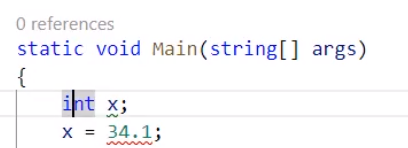 0 references
static void Main(string[] args)
{
int x;
x = 34.1;